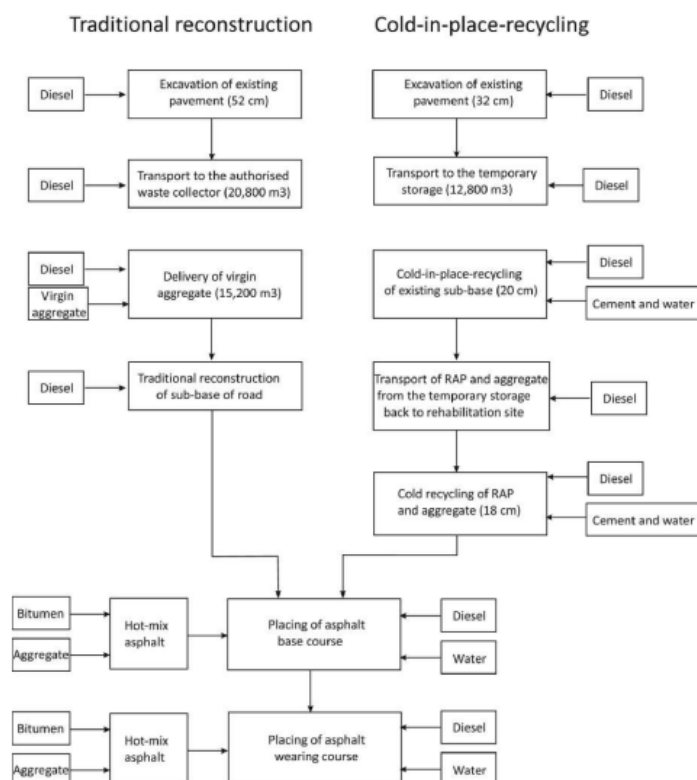 Traditional reconstruction
Cold-in-place-recycling
Diesel
Excavation of existing
pavement (52 cm)
Excavation of existing
pavement (32 cm)
Diesel
Diesel
Transport to the authorised
waste collector (20,800 m3)
Transport to the temporary
storage (12,800 m3)
Diesel
Diesel
Virgin
aggregate
Delivery of virgin
aggregate (15,200 m3)
Cold-in-place-recycling
of existing sub-base (20 cm)
Diesel
Cement and water
Diesel
Traditional reconstruction
of sub-base of road
Transport of RAP and aggregate
from the temporary storage
back to rehabilitation site
Diesel
Cold recycling of RAP
and aggregate (18 cm)
Diesel
Cement and water
Bitumen
Aggregate
Hot-mix
asphalt
Placing of asphalt
base course
Diesel
Water
Bitumen
Aggregate
Hot-mix
asphalt
Placing of asphalt
wearing course
Diesel
Water